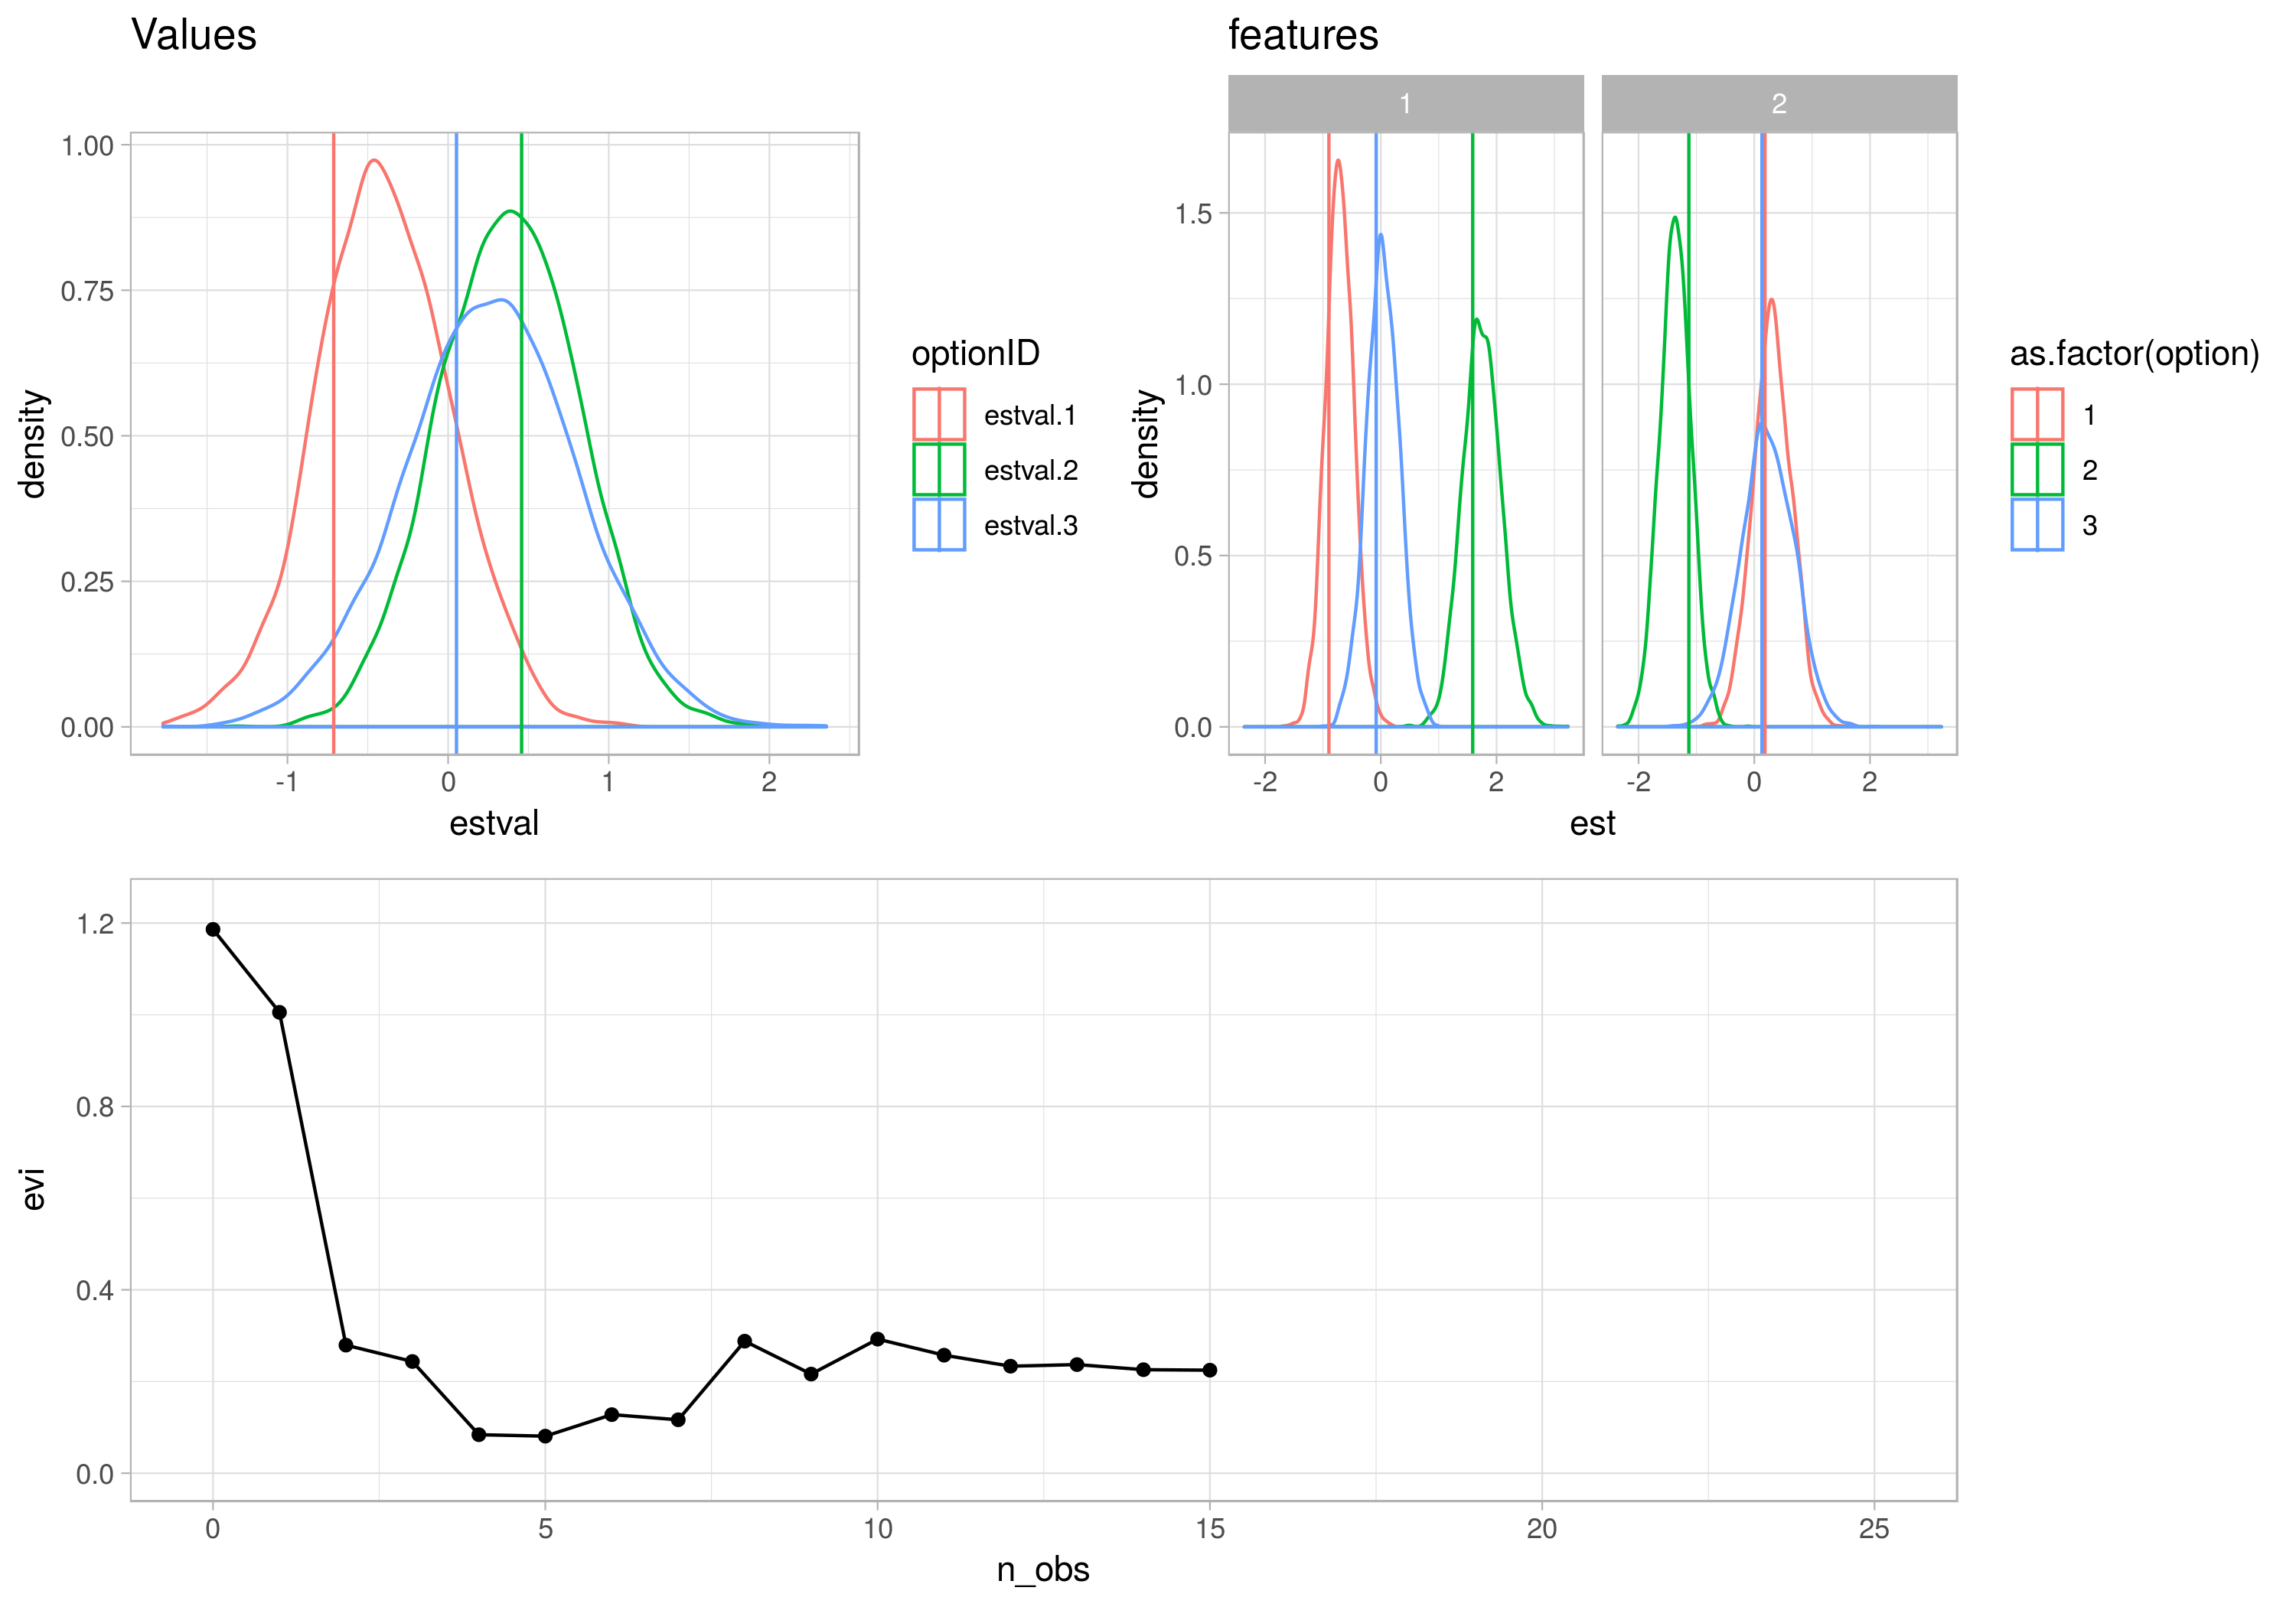 Values
1.00
0.75
0.50
0.25
0.00
density
-1 0 1 2
estval
optionID
estval.1
estval.2
estval.3
features
1 2
1.5
1.0
0.5
0.0
density
-2 0 2 -2 0 2
est
as.factor(option)
1
2
3
1.2
0.8
0.4
0.0
evi
0 5 10 15 20 25
n_obs